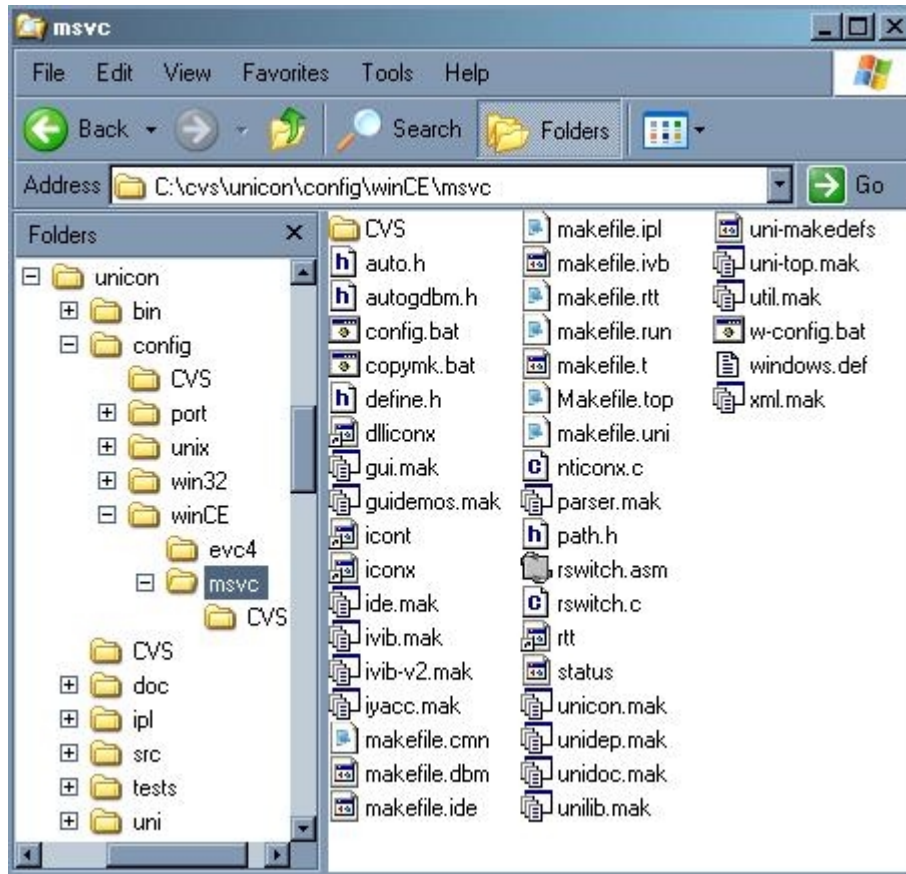 msvc
File Edit View Favorites Tools Help
Back Search Folders
Address C:\cvs\unicon\config\winCE\msvc Go
Folders
unicon
bin
config
CVS
port
unix
win32
winCE
evc4
msvc
CVS
CVS
doc
ipl
src
tests
uni
CVS
auto.h
autogdbm.h
config.bat
copymk.bat
define.h
dlliconx
gui.mak
guidemos.mak
icont
iconx
ide.mak
ivib.mak
ivib-v2.mak
iyacc.mak
makefile.cmn
makefile.dbm
makefile.ide
makefile.ipl
makefile.ivb
makefile.rtt
makefile.run
makefile.t
Makefile.top
makefile.uni
nticonx.c
parser.mak
path.h
rswitch.asm
rswitch.c
rtt
status
unicon.mak
unidep.mak
unidoc.mak
unilib.mak
uni-makedefs
uni-top.mak
util.mak
w-config.bat
windows.def
xml.mak